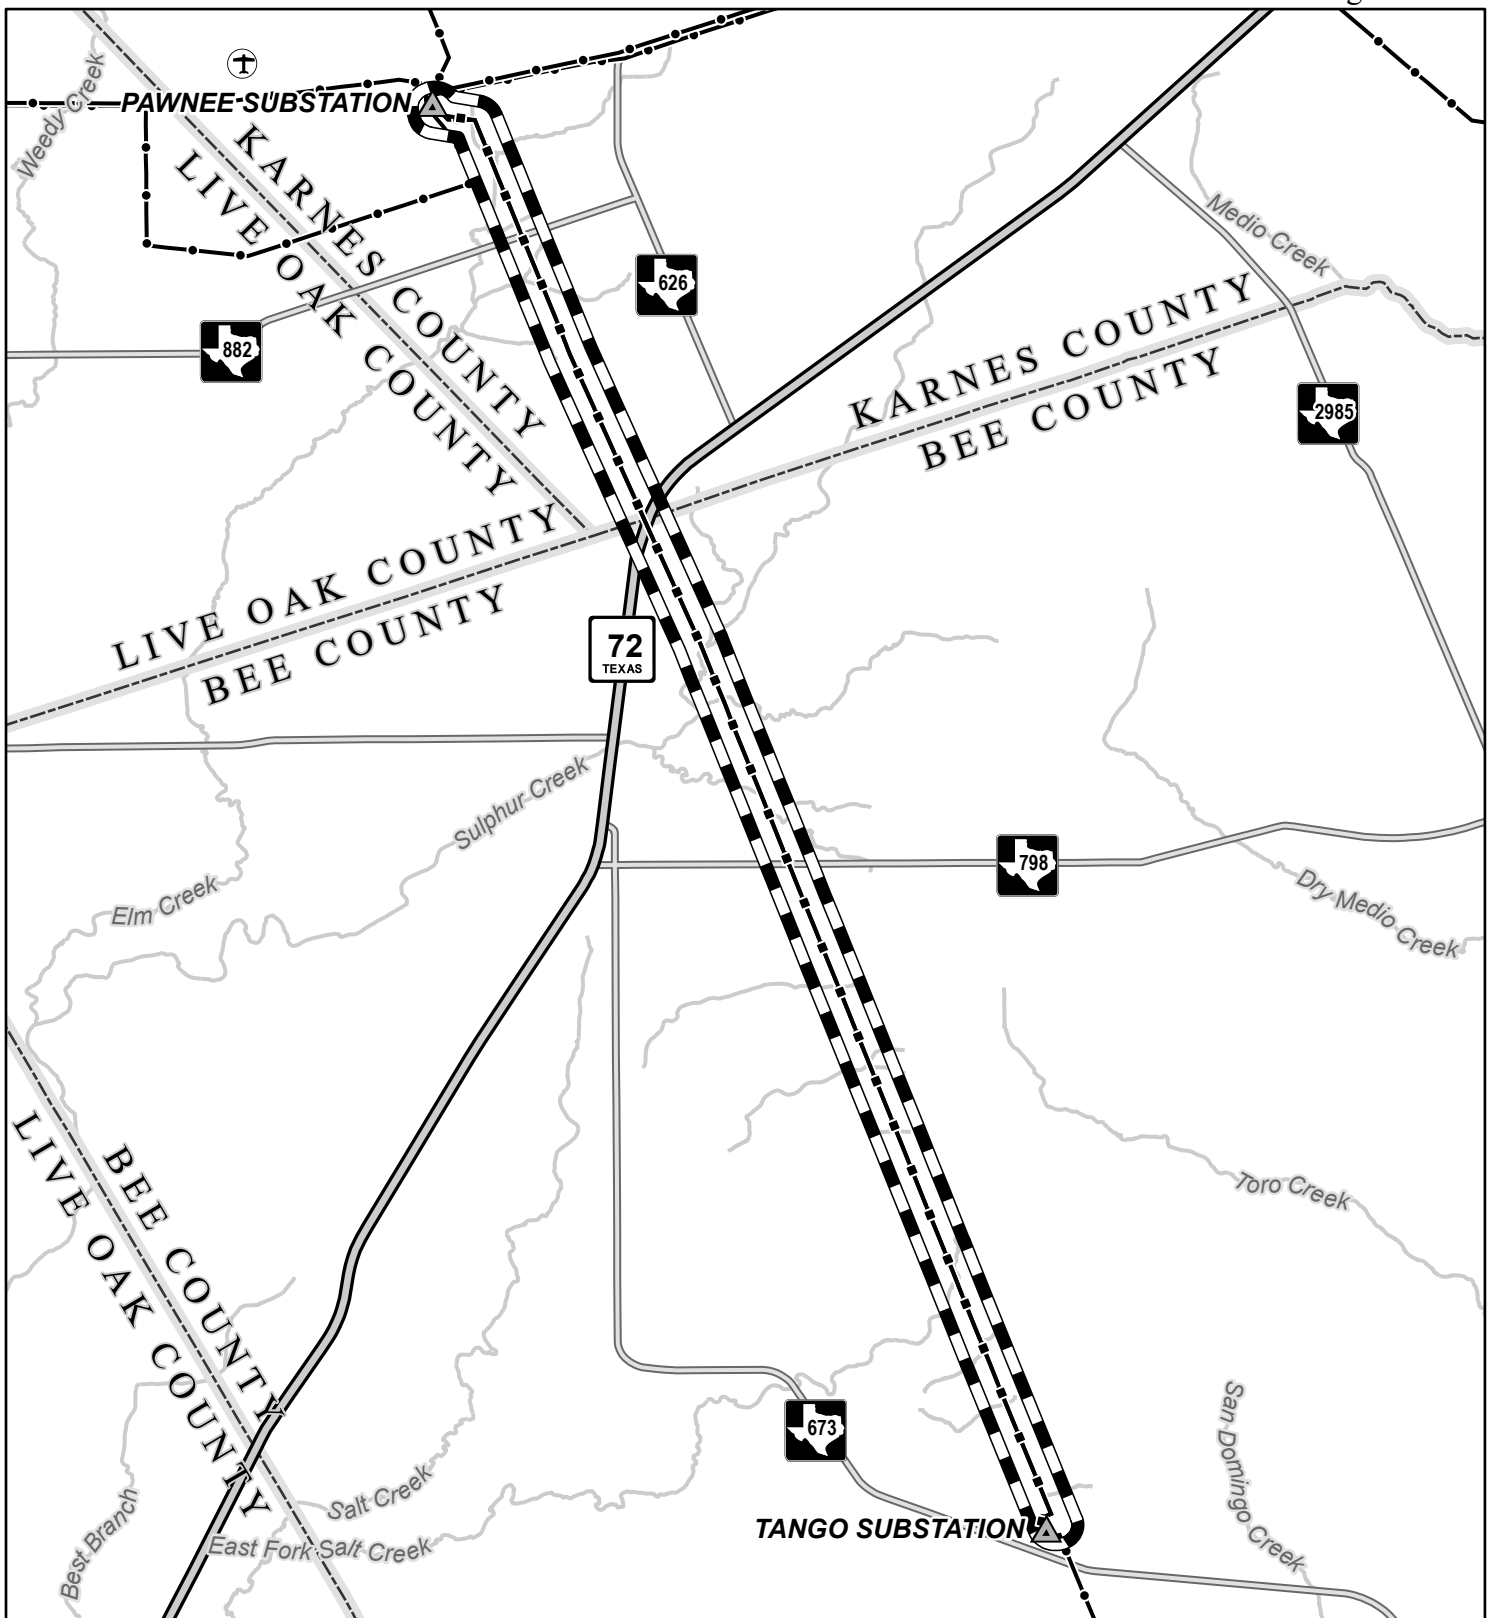 Weedy Creek
PAWNEE SUBSTATION
KARNES COUNTY
LIVE OAK COUNTY
Medio Creek
626
882
KARNES COUNTY
BEE COUNTY
2985
LIVE OAK COUNTY
BEE COUNTY
72
TEXAS
Sulphur Creek
798
Elm Creek
Dry Medio Creek
BEE COUNTY
LIVE OAK COUNTY
Toro Creek
673
San Domingo Creek
Salt Creek
Best Branch
East Fork Salt Creek
TANGO SUBSTATION